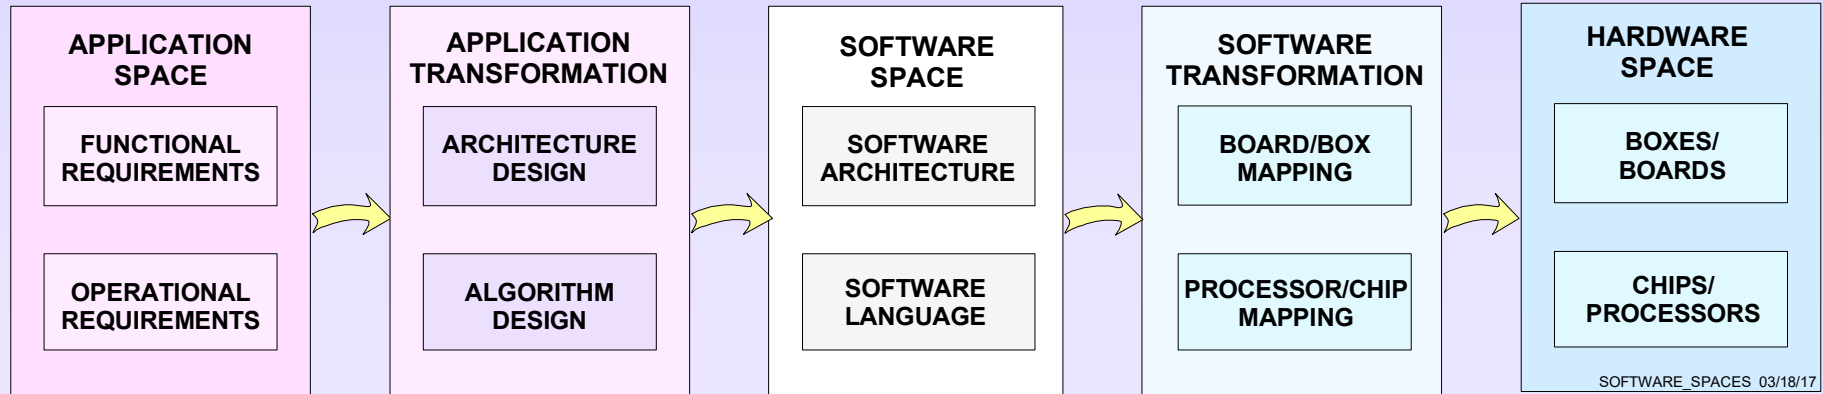 APPLICATION
SPACE
FUNCTIONAL
REQUIREMENTS
OPERATIONAL
REQUIREMENTS
APPLICATION
TRANSFORMATION
ARCHITECTURE
DESIGN
ALGORITHM
DESIGN
SOFTWARE
SPACE
SOFTWARE
ARCHITECTURE
SOFTWARE
LANGUAGE
SOFTWARE
TRANSFORMATION
BOARD/BOX
MAPPING
PROCESSOR/CHIP
MAPPING
HARDWARE
SPACE
BOXES/
BOARDS
CHIPS/
PROCESSORS
SOFTWARE_SPACES 03/18/17